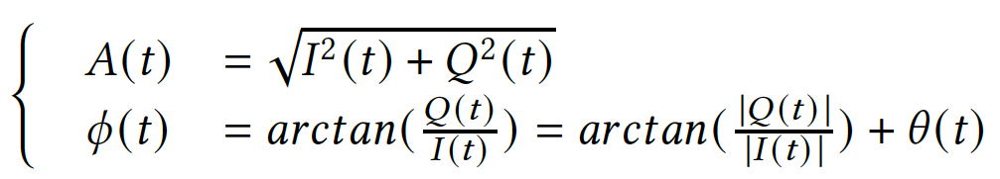 A(t) = √(I²(t) + Q²(t))
ϕ(t) = arctan(Q(t)/I(t)) = arctan(|Q(t)|/|I(t)|) + θ(t)